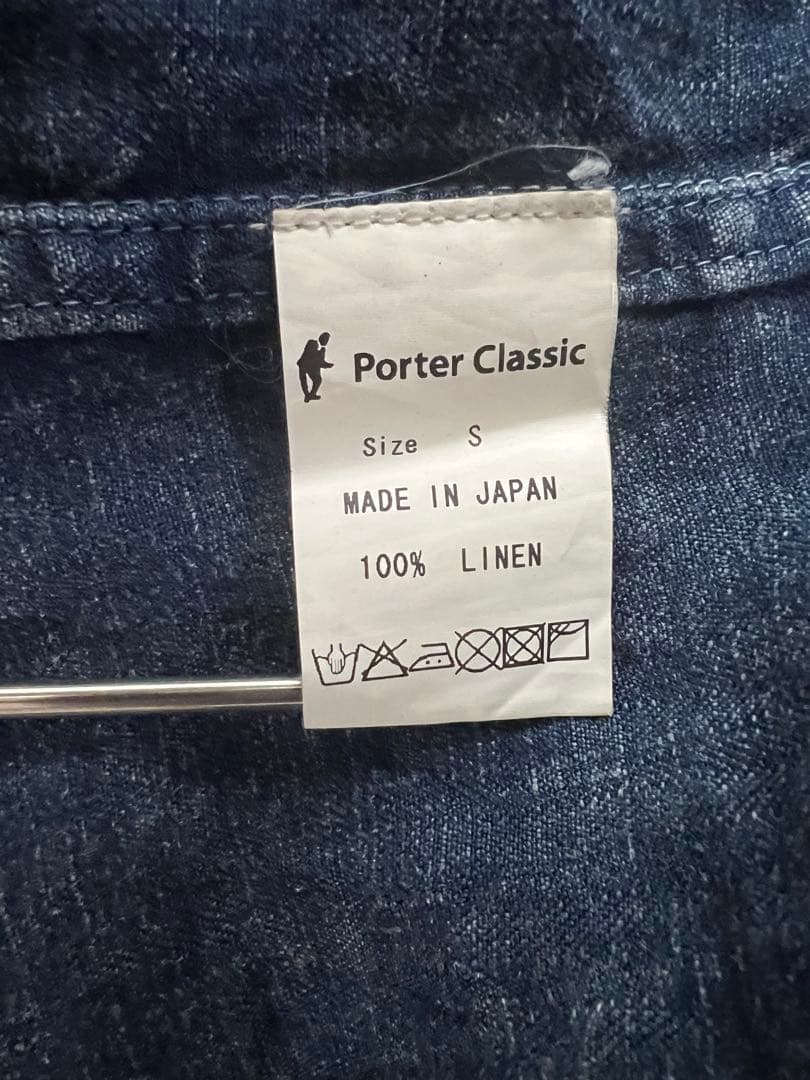 Porter Classic
Size S
MADE IN JAPAN
100% LINEN